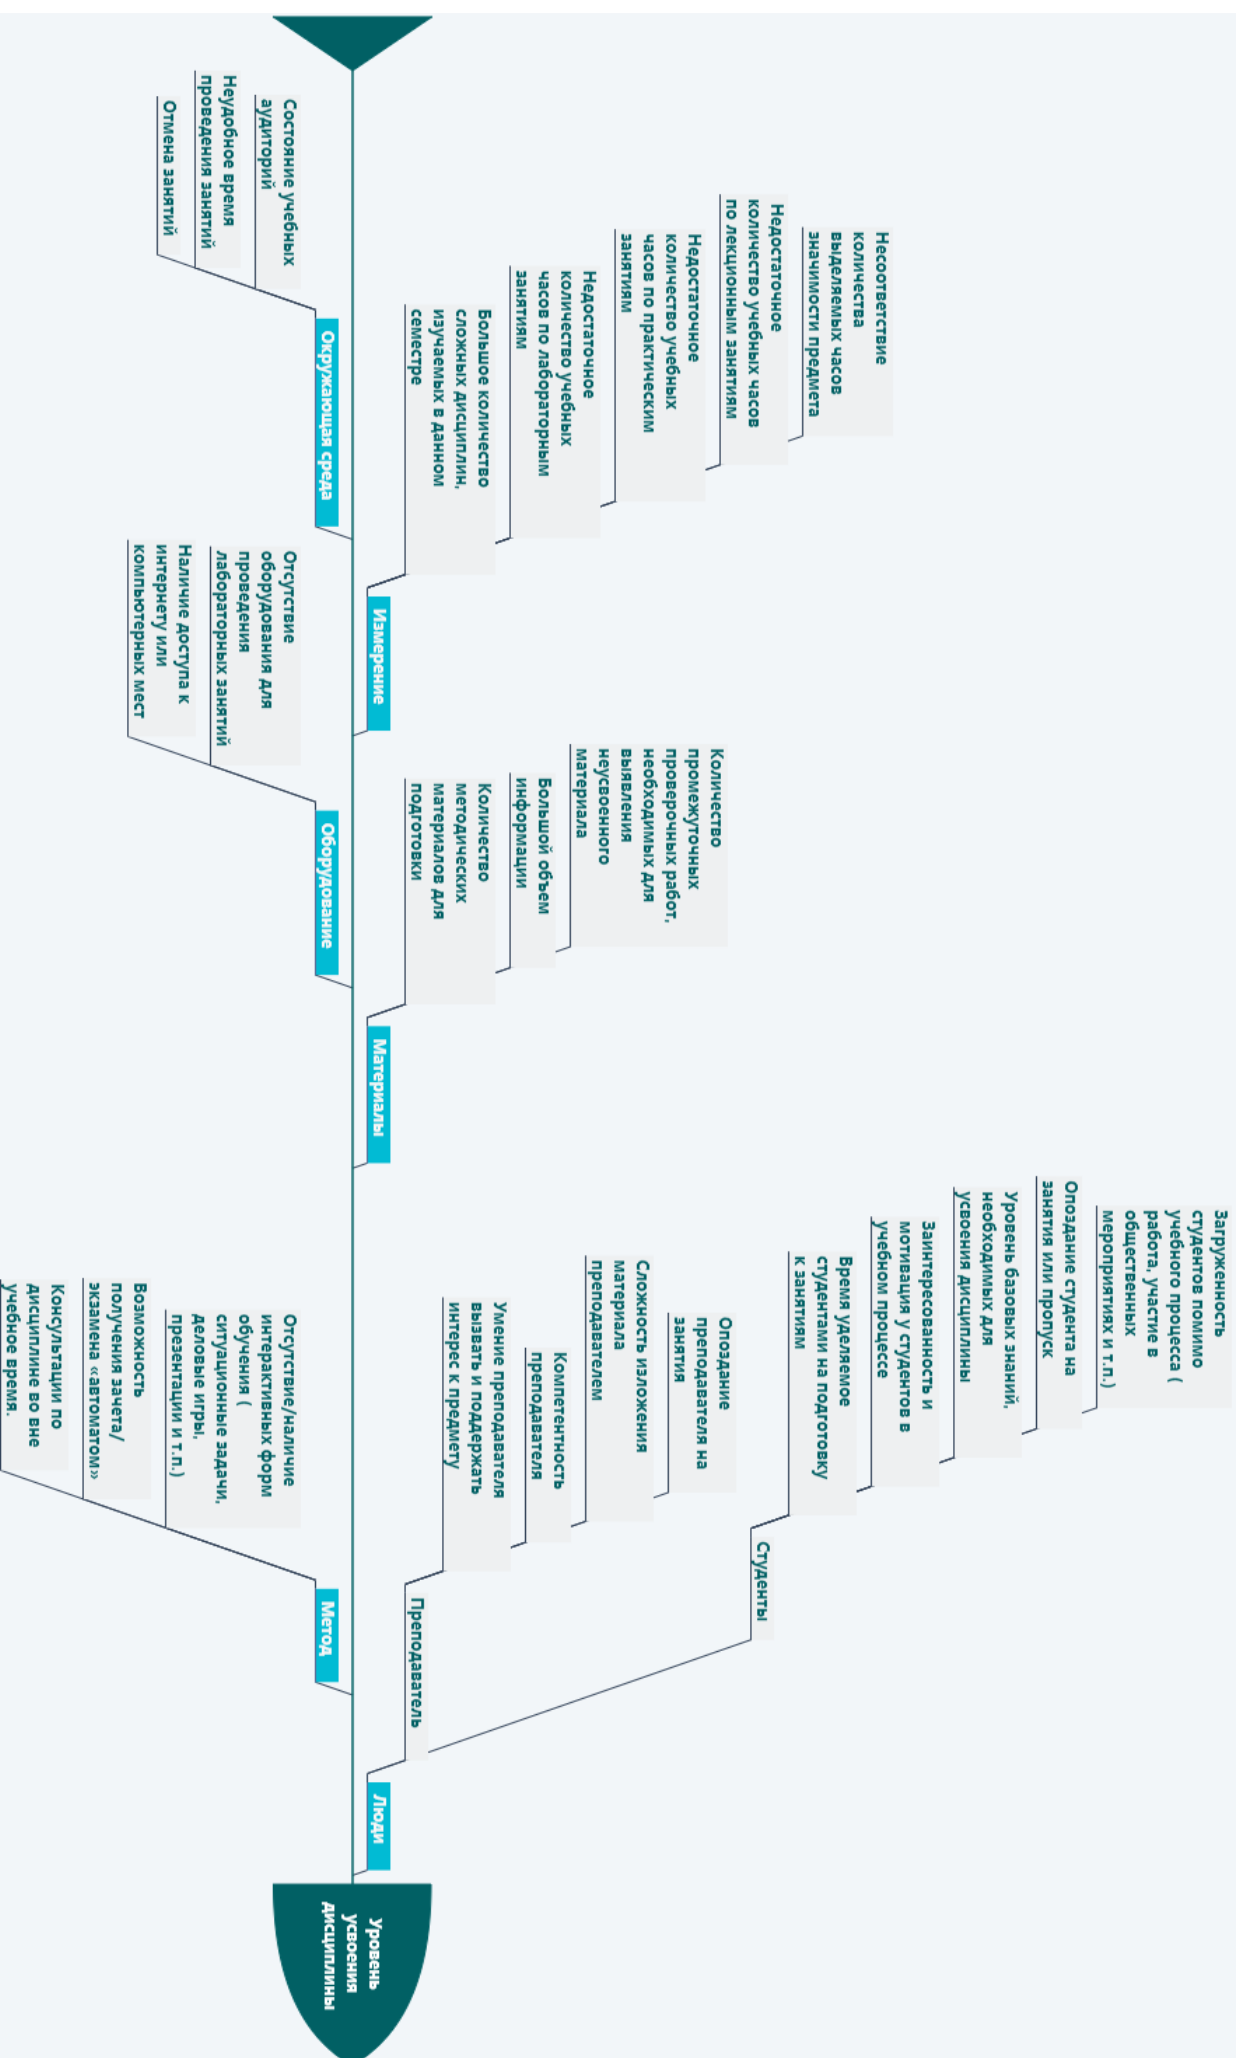 Несоответствие
количества
выделяемых часов
значимости предмета
Недостаточное
количество учебных часов
по лекционным занятиям
Недостаточное
количество учебных
часов по практическим
занятиям
Недостаточное
количество учебных
часов по лабораторным
занятиям
Большое количество
сложных дисциплин,
изучаемых в данном
семестре
Измерение
Количество
промежуточных
проверочных работ,
необходимых для
выявления
неусвоенного
материала
Большой объем
информации
Количество
методических
материалов для
подготовки
Материалы
Загруженность
студентов помимо
учебного процесса (
работа, участие в
общественных
мероприятиях и т.п.)
Опоздание студента на
занятия или пропуск
Уровень базовых знаний,
необходимых для
усвоения дисциплины
Заинтересованность и
мотивация у студентов в
учебном процессе
Время уделяемое
студентами на подготовку
к занятиям
Студенты
Опоздание
преподавателя на
занятия
Сложность изложения
материала
преподавателем
Компетентность
преподавателя
Умение преподавателя
вызвать и поддержать
интерес к предмету
Преподаватель
Люди
Уровень
усвоения
дисциплины
Окружающая среда
Состояние учебных
аудиторий
Неудобное время
проведения занятий
Отмена занятий
Оборудование
Отсутствие
оборудования для
проведения
лабораторных занятий
Наличие доступа к
интернету или
компьютерных мест
Метод
Отсутствие/наличие
интерактивных форм
обучения (
ситуационные задачи,
деловые игры,
презентации и т.п.)
Возможность
получения зачета/
экзамена «автоматом»
Консультации по
дисциплине во вне
учебное время.